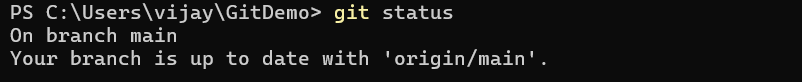 PS C:\Users\vijay\GitDemo> git status
On branch main
Your branch is up to date with 'origin/main'.